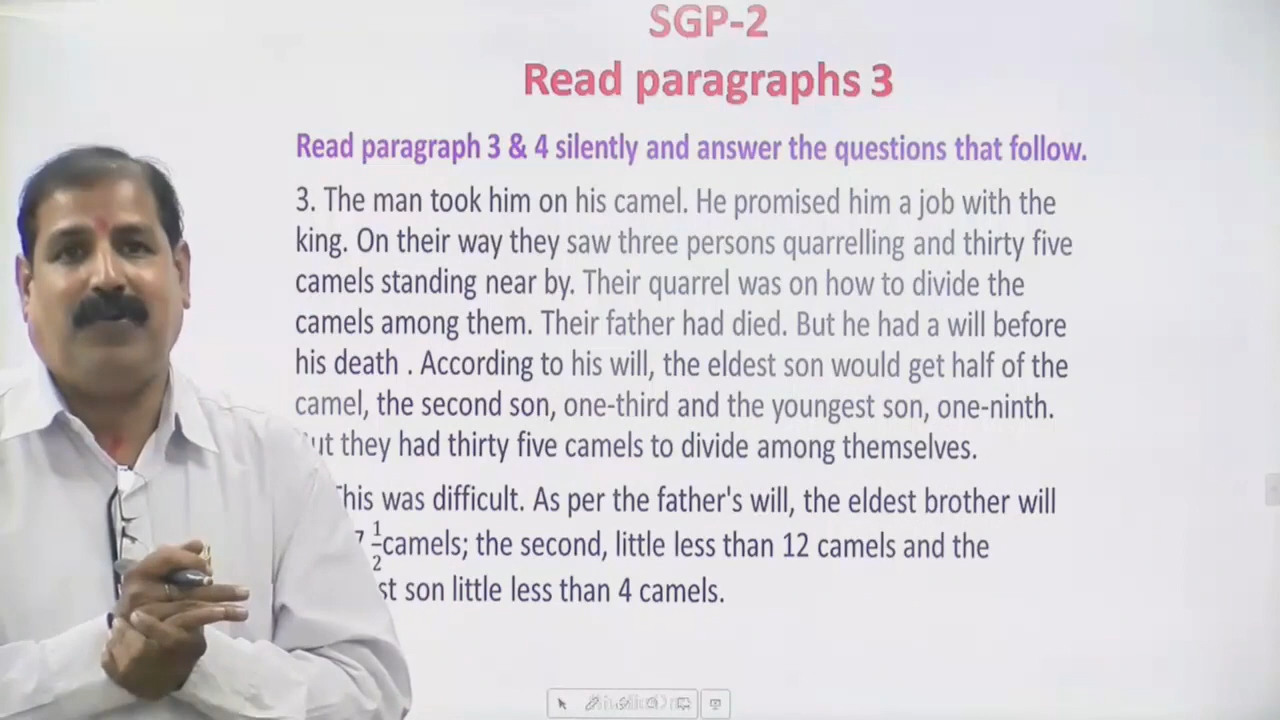 SGP-2
Read paragraphs 3
Read paragraph 3 & 4 silently and answer the questions that follow.
3. The man took him on his camel. He promised him a job with the
king. On their way they saw three persons quarrelling and thirty five
camels standing near by. Their quarrel was on how to divide the
camels among them. Their father had died. But he had a will before
his death . According to his will, the eldest son would get half of the
camel, the second son, one-third and the youngest son, one-ninth.
they had thirty five camels to divide among themselves.
This was difficult. As per the father's will, the eldest brother will
7 1/2 camels; the second, little less than 12 camels and the
son little less than 4 camels.